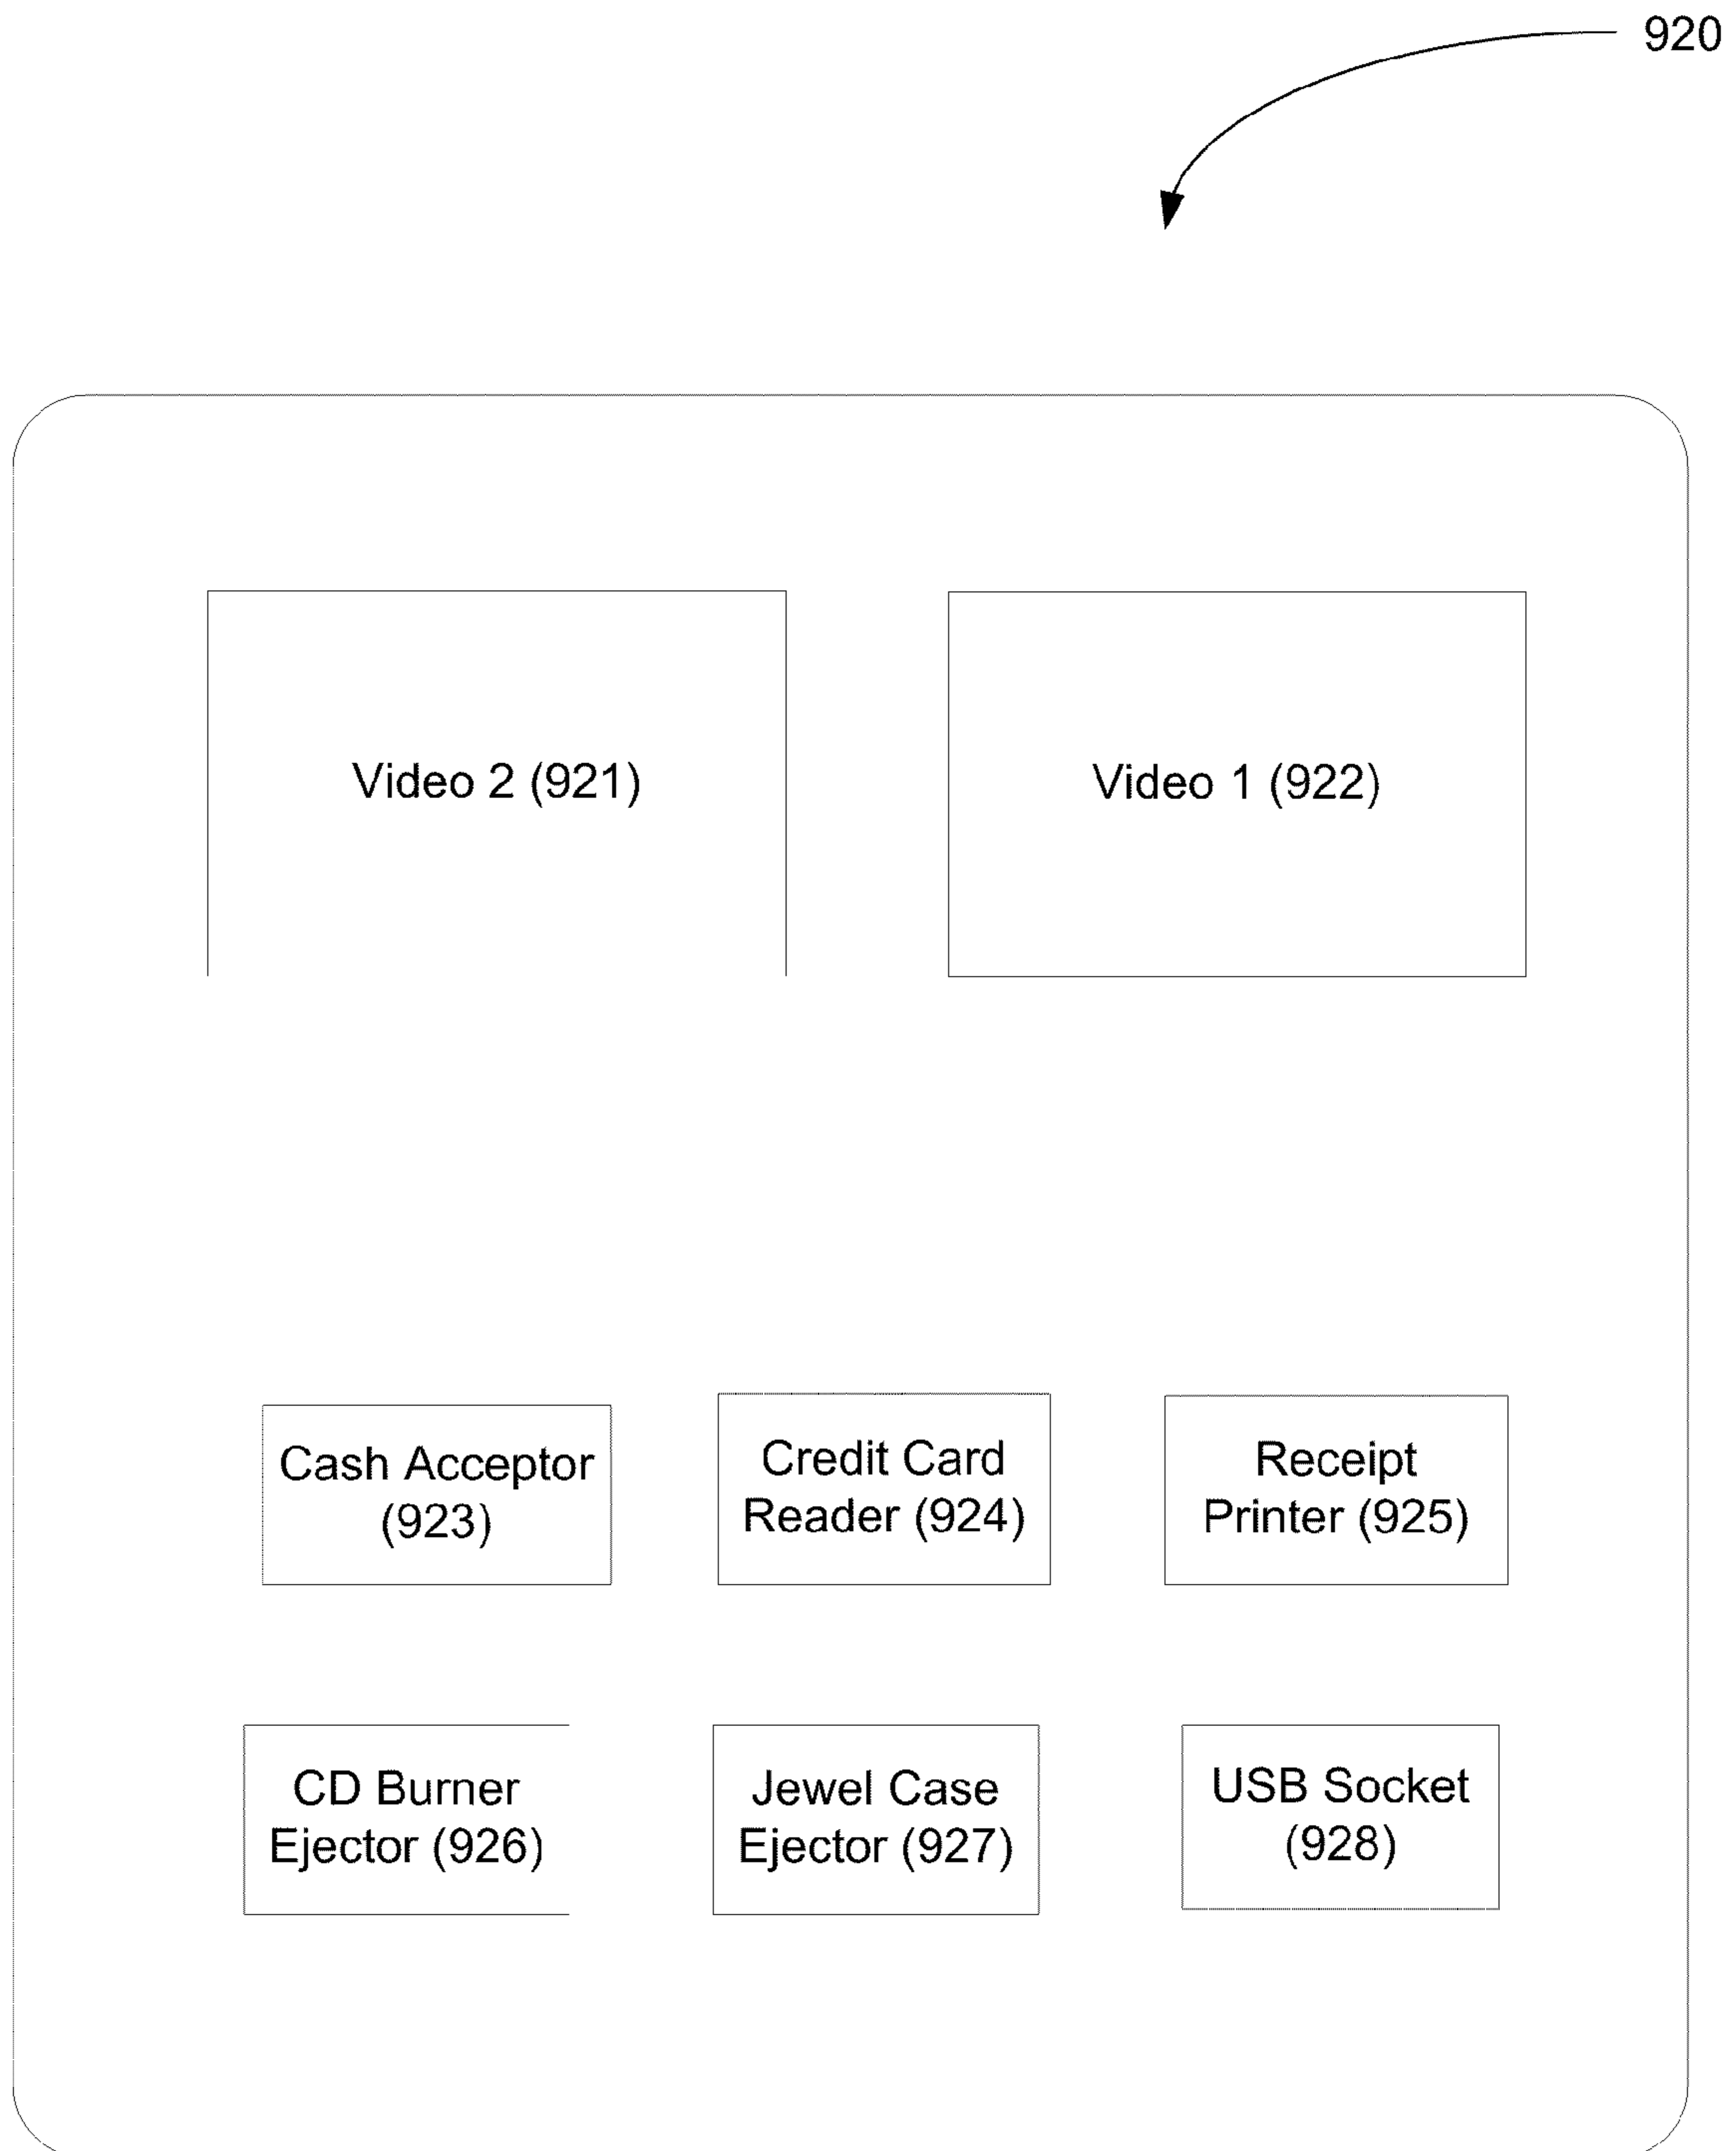 920
Video 2 (921)
Video 1 (922)
Cash Acceptor
(923)
Credit Card
Reader (924)
Receipt
Printer (925)
CD Burner
Ejector (926)
Jewel Case
Ejector (927)
USB Socket
(928)